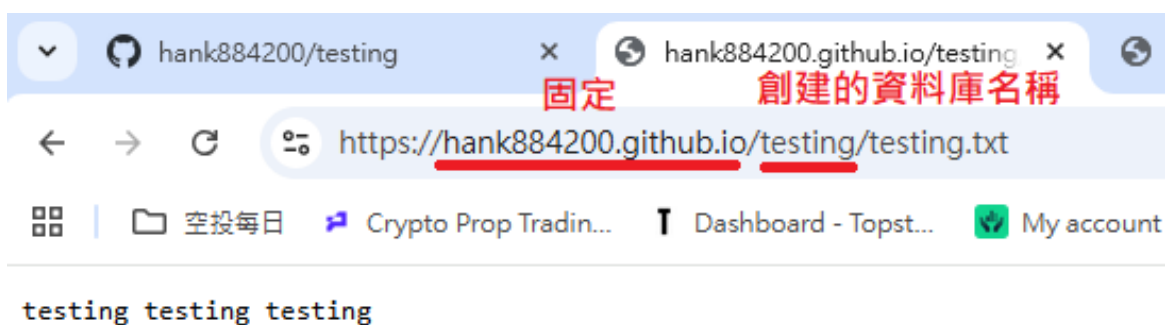 hank884200/testing
hank884200.github.io/testing
固定
創建的資料庫名稱
https://hank884200.github.io/testing/testing.txt
空投每日
Crypto Prop Tradin...
Dashboard - Topst...
My account
testing testing testing